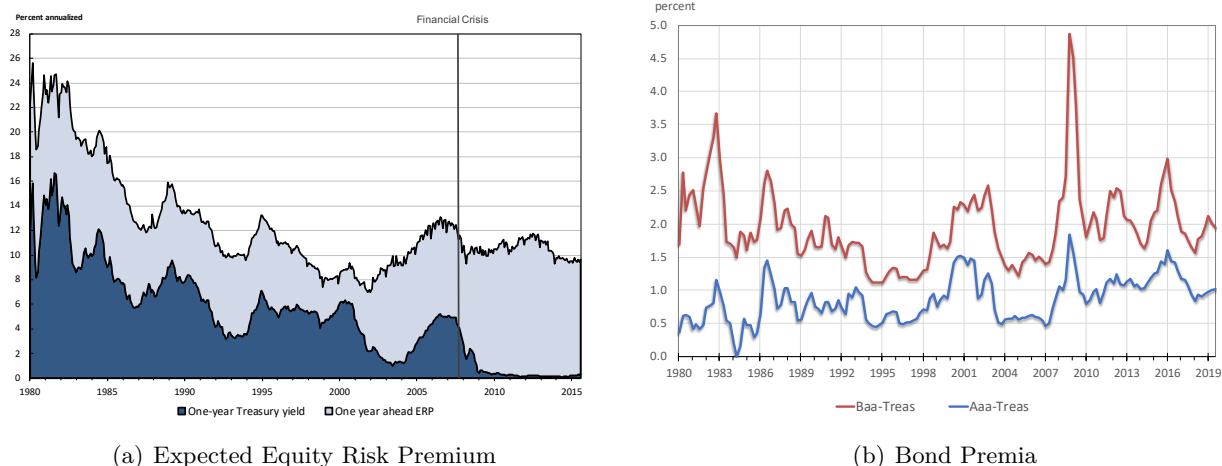 Percent annualized
Financial Crisis
28
26
24
22
20
18
16
14
12
10
8
6
4
2
0
1980 1985 1990 1995 2000 2005 2010 2015
One-year Treasury yield One year ahead ERP
(a) Expected Equity Risk Premium
percent
5.0
4.5
4.0
3.5
3.0
2.5
2.0
1.5
1.0
0.5
0.0
1980 1983 1986 1989 1992 1995 1998 2001 2004 2007 2010 2013 2016 2019
Baa-Treas Aaa-Treas
(b) Bond Premia